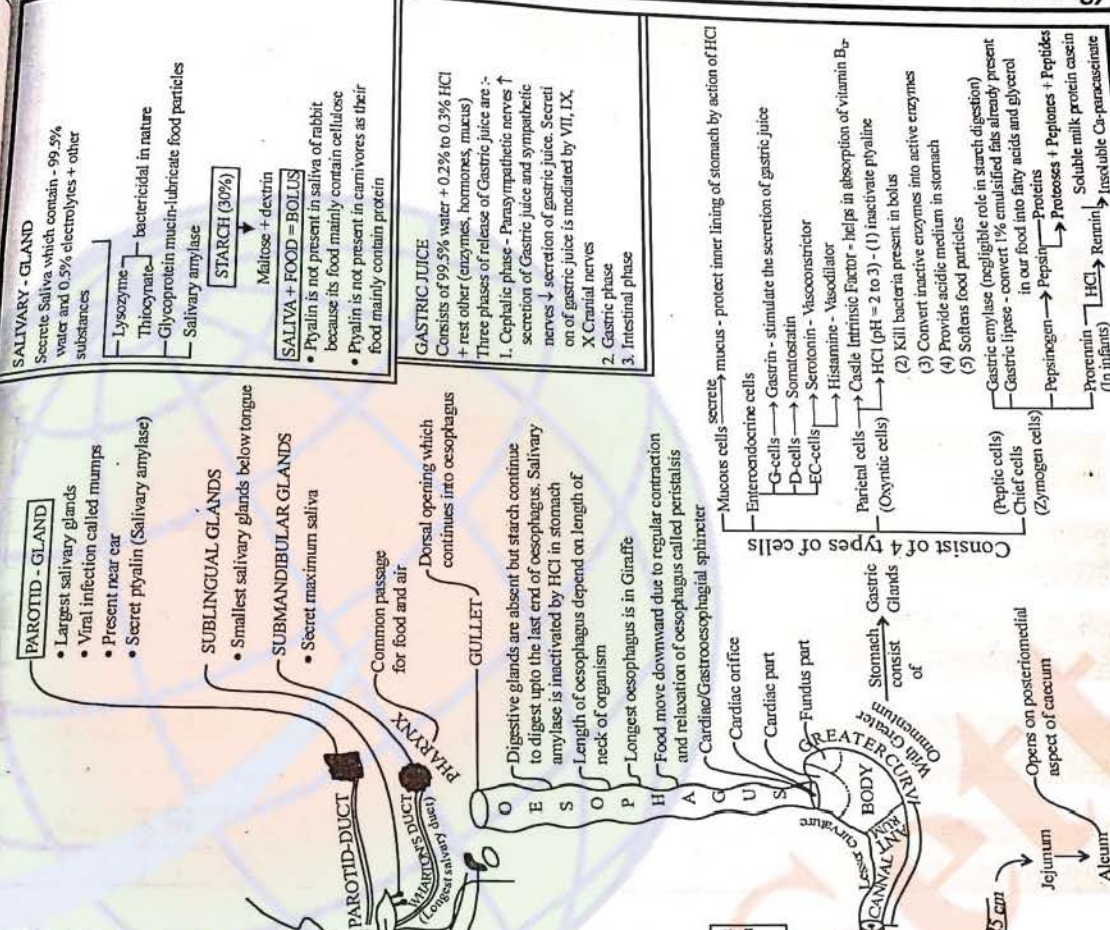 SALIVARY - GLAND
Secrete Saliva which contain - 99.5%
water and 0.5% electrolytes + other
substances
Lysozyme
Thiocynate
bactericidal in nature
Glycoprotein mucin-lubricate food particles
Salivary amylase
STARCH (30%)
Maltose + dextrin
SALIVA + FOOD = BOLUS
• Ptyalin is not present in saliva of rabbit
because its food mainly contain cellulose
• Ptyalin is not present in carnivores as their
food mainly contain protein
GASTRIC JUICE
Consists of 99.5% water + 0.2% to 0.3% HCl
+ rest other (enzymes, hormones, mucus)
Three phases of release of Gastric juice are :-
1. Cephalic phase - Parasympathetic nerves ↑
secretion of Gastric juice and sympathetic
nerves ↓ secretion of gastric juice. Secreti
on of gastric juice is mediated by VII, IX,
X Cranial nerves
2. Gastric phase
3. Intestinal phase
PAROTID - GLAND
• Largest salivary glands
• Viral infection called mumps
• Present near ear
• Secret ptyalin (Salivary amylase)
SUBLINGUAL GLANDS
• Smallest salivary glands below tongue
SUBMANDIBULAR GLANDS
• Secret maximum saliva
Common passage
for food and air
PHARYNX
PAROTID-DUCT
WHARTON'S DUCT
(Longest salivary duct)
GULLET
Dorsal opening which
continues into oesophagus
OESOPHAGUS
Digestive glands are absent but starch continue
to digest upto the last end of oesophagus. Salivary
amylase is inactivated by HCl in stomach
Length of oesophagus depend on length of
neck of organism
Longest oesophagus is in Giraffe
Food move downward due to regular contraction
and relaxation of oesophagus called peristalsis
Cardiac/Gastrooesophagial sphincter
Cardiac orifice
Cardiac part
Fundus part
GREATER CURVI
With Greater
Omnentum
BODY
Lesser curvature
ANT
RUM
CANNAL
Stomach
consist
of
Gastric
Glands
Consist of 4 types of cells
Mucous cells secrete mucus - protect inner lining of stomach by action of HCl
Enteroendocrine cells
G-cells → Gastrin - stimulate the secretion of gastric juice
D-cells → Somatostatin
EC-cells → Serotonin - Vasoconstrictor
Histamine - Vasodilator
Parietal cells → Castle Intrinsic Factor - helps in absorption of vitamin B12.
(Oxyntic cells) → HCl (pH = 2 to 3) - (1) inactivate ptyaline
(2) Kill bacteria present in bolus
(3) Convert inactive enzymes into active enzymes
(4) Provide acidic medium in stomach
(5) Softens food particles
(Peptic cells)
Chief cells
(Zymogen cells)
Gastric emylase (negligible role in starch digestion)
Gastric lipase - convert 1% emulsified fats already present
in our food into fatty acids and glycerol
Pepsinogen → Pepsin
Proteins
Proteoses + Peptones + Peptides
Prorennin HCl → Rennin
(In infants)
Soluble milk protein casein
Insoluble Ca-paracaseinate
5 cm
Jejunum
Aleum
Opens on posteriomedial
aspect of caecum